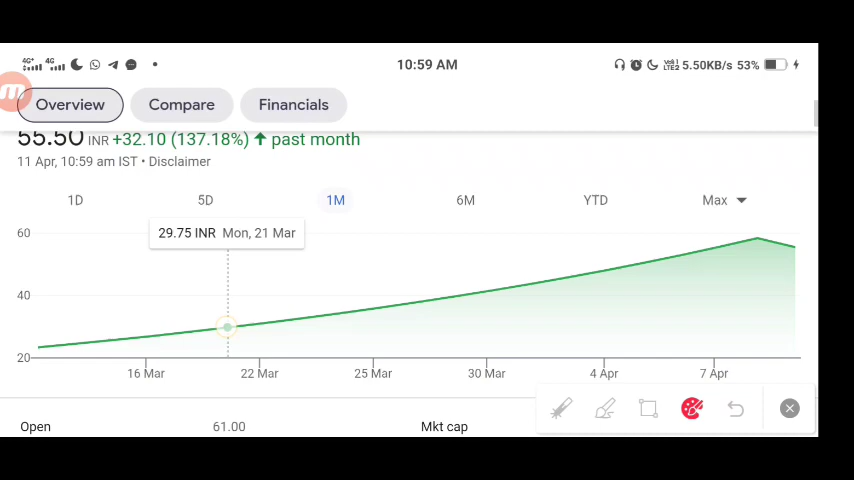 10:59 AM
5.50KB/s 53%
Overview Compare Financials
55.50 INR +32.10 (137.18%) past month
11 Apr, 10:59 am IST • Disclaimer
1D 5D 1M 6M YTD Max
29.75 INR Mon, 21 Mar
60
40
20
16 Mar 22 Mar 25 Mar 30 Mar 4 Apr 7 Apr
Open 61.00 Mkt cap